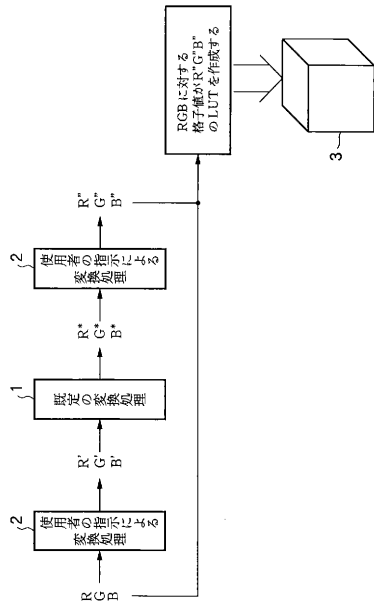 R
G
B
2
使用者の指示による
変換処理
R'
G'
B'
1
既定の変換処理
R*
G*
B*
2
使用者の指示による
変換処理
R"
G"
B"
RGBに対する
格子値がR"G"B"
のLUTを作成する
3